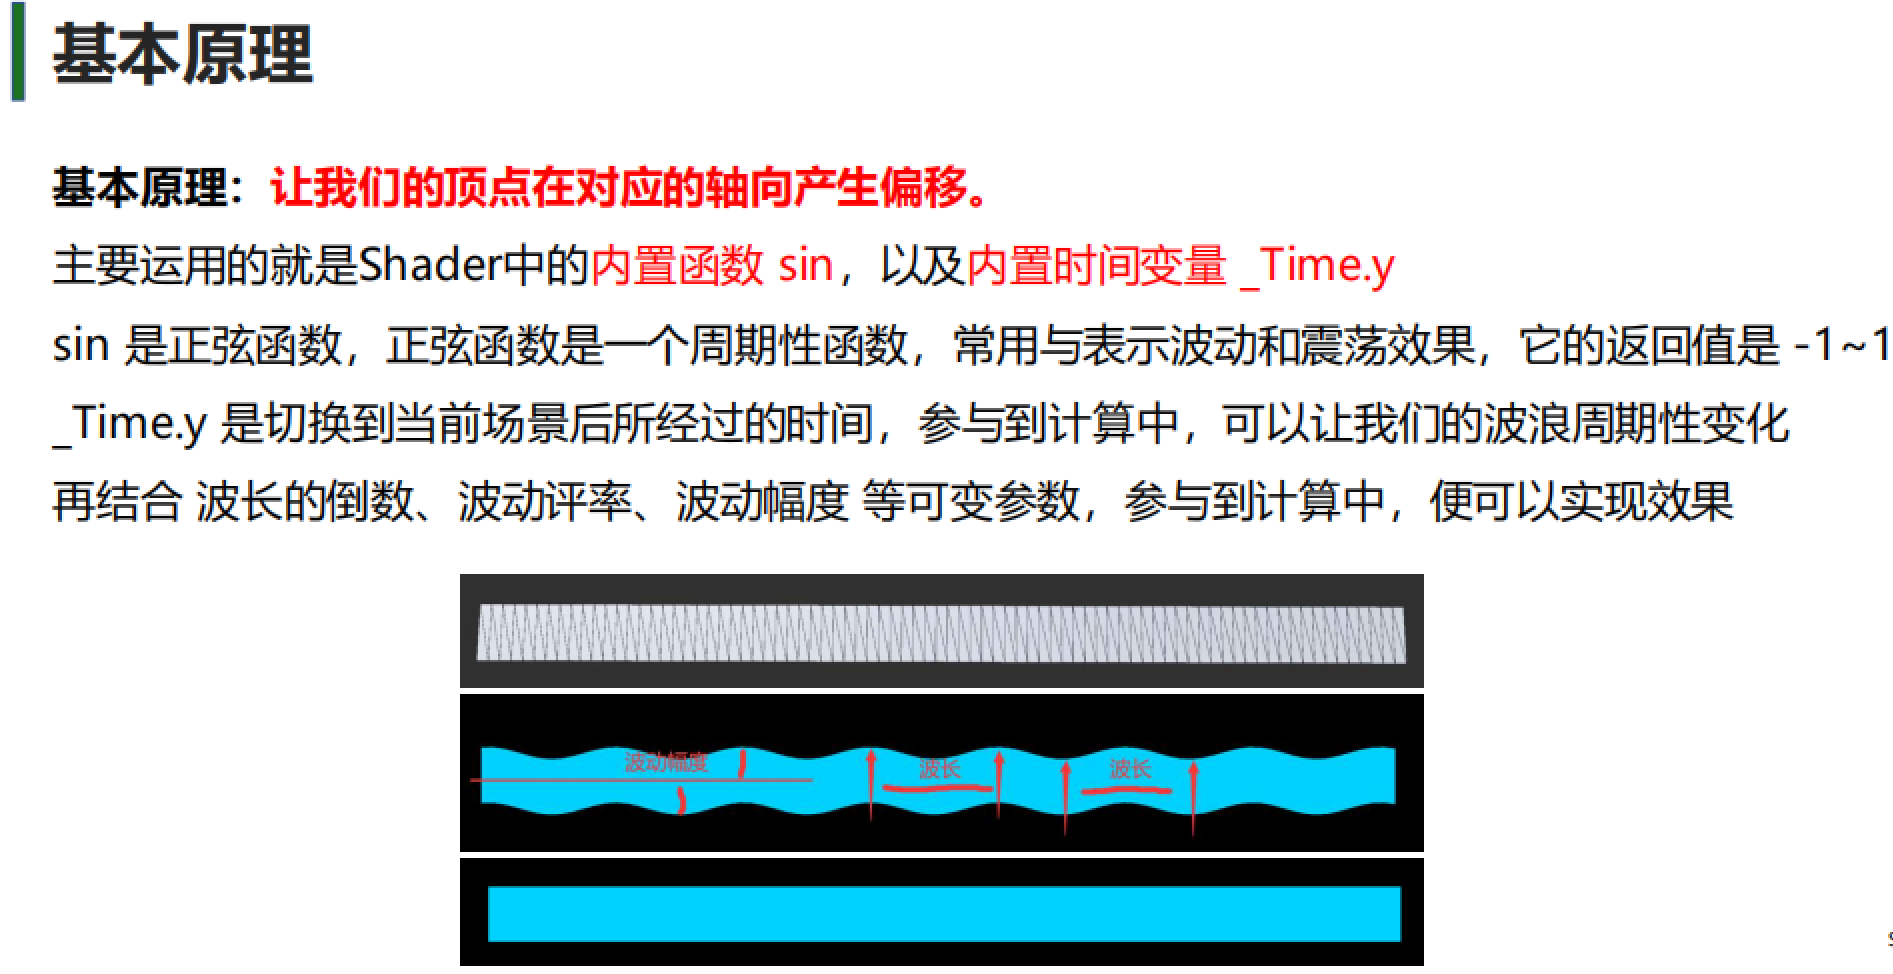 基本原理
基本原理：让我们的顶点在对应的轴向产生偏移。
主要运用的就是Shader中的内置函数 sin，以及内置时间变量 _Time.y
sin 是正弦函数，正弦函数是一个周期性函数，常用与表示波动和震荡效果，它的返回值是 -1~1
_Time.y 是切换到当前场景后所经过的时间，参与到计算中，可以让我们的波浪周期性变化
再结合 波长的倒数、波动评率、波动幅度 等可变参数，参与到计算中，便可以实现效果
波动幅度
波长
波长